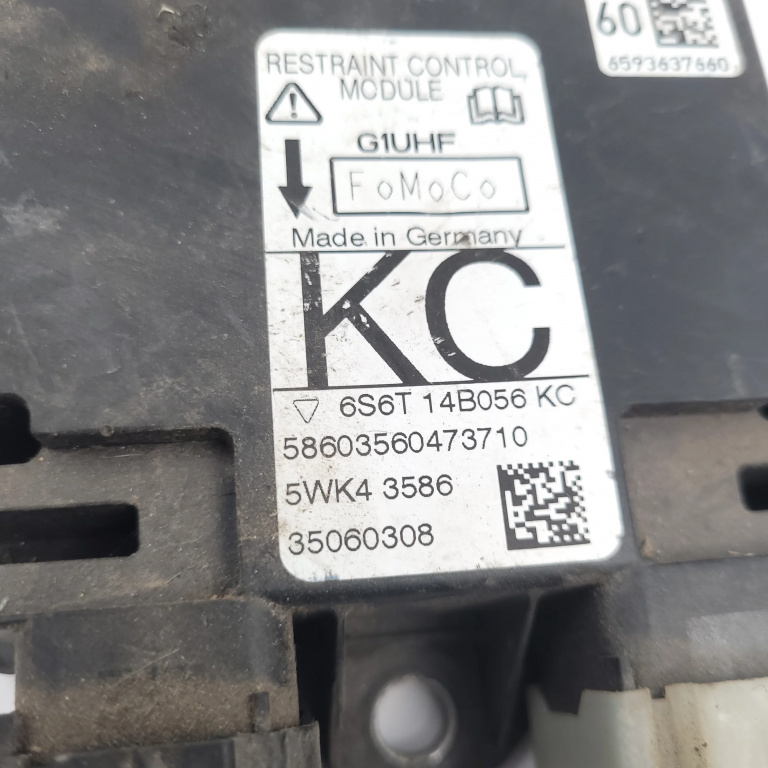 60
6593637660
RESTRAINT CONTROL,
MODULE
G1UHF
FoMoCo
Made in Germany
KC
6S6T 14B056 KC
58603560473710
5WK4 3586
35060308